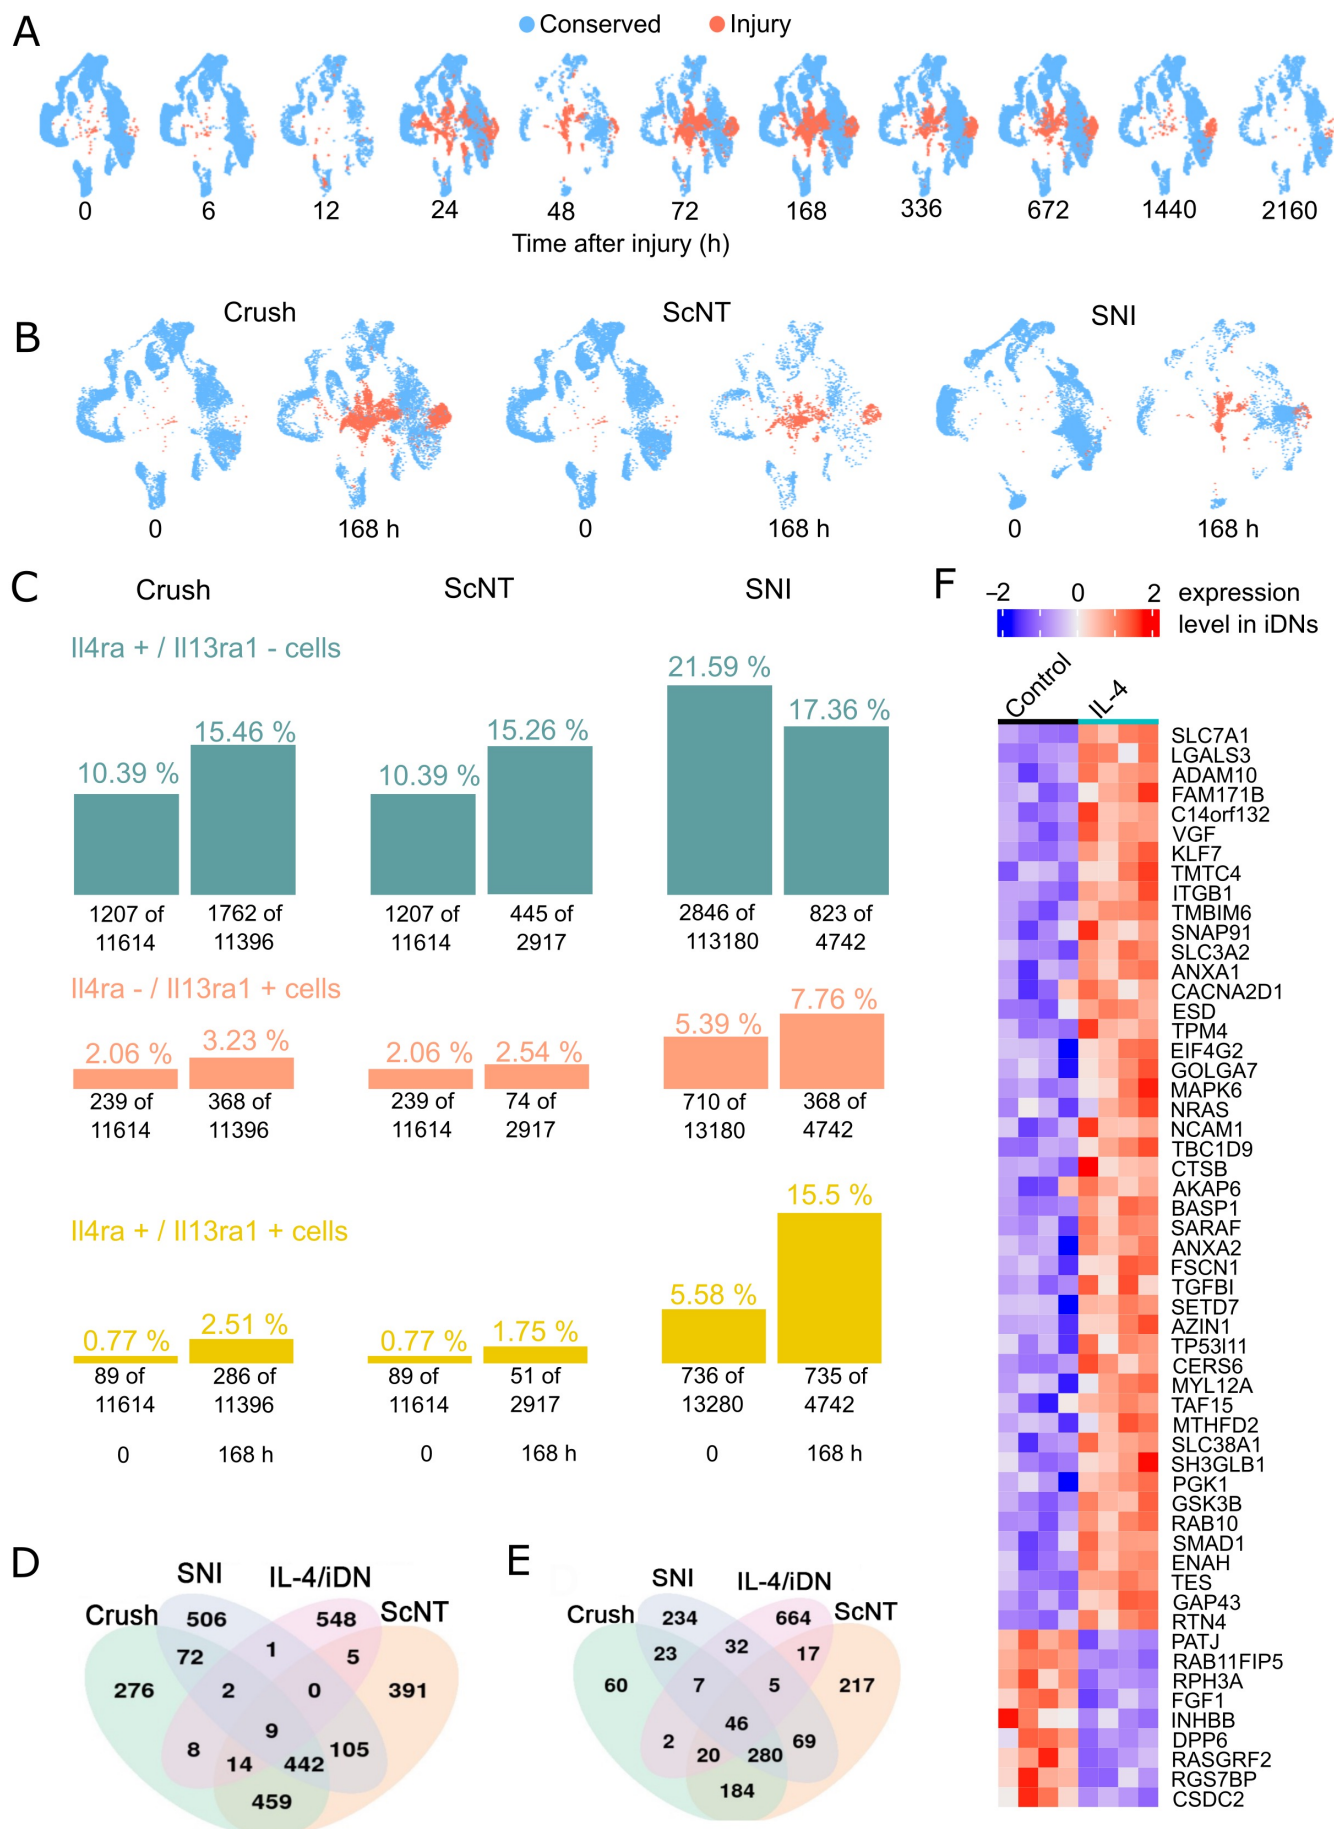 A
Conserved Injury
0 6 12 24 48 72 168 336 672 1440 2160
Time after injury (h)
B
Crush ScNT SNI
0 168 h 0 168 h 0 168 h
C
Crush ScNT SNI
Il4ra + / Il13ra1 - cells
10.39 % 15.46 % 10.39 % 15.26 % 21.59 % 17.36 %
1207 of 1762 of 1207 of 445 of 2846 of 823 of
11614 11396 11614 2917 113180 4742
Il4ra - / Il13ra1 + cells
2.06 % 3.23 % 2.06 % 2.54 % 5.39 % 7.76 %
239 of 368 of 239 of 74 of 710 of 368 of
11614 11396 11614 2917 13180 4742
Il4ra + / Il13ra1 + cells
0.77 % 2.51 % 0.77 % 1.75 % 5.58 % 15.5 %
89 of 286 of 89 of 51 of 736 of 735 of
11614 11396 11614 2917 13280 4742
0 168 h 0 168 h 0 168 h
D
SNI IL-4/iDN
Crush ScNT
506 548
72 1 5
276 2 0 391
9
8 14 442 105
459
E
SNI IL-4/iDN
Crush ScNT
234 664
23 32 17
60 7 5 217
46
2 20 280 69
184
F
−2 0 2 expression
level in iDNs
Control IL-4
SLC7A1
LGALS3
ADAM10
FAM171B
C14orf132
VGF
KLF7
TMTC4
ITGB1
TMBIM6
SNAP91
SLC3A2
ANXA1
CACNA2D1
ESD
TPM4
EIF4G2
GOLGA7
MAPK6
NRAS
NCAM1
TBC1D9
CTSB
AKAP6
BASP1
SARAF
ANXA2
FSCN1
TGFBI
SETD7
AZIN1
TP53I11
CERS6
MYL12A
TAF15
MTHFD2
SLC38A1
SH3GLB1
PGK1
GSK3B
RAB10
SMAD1
ENAH
TES
GAP43
RTN4
PATJ
RAB11FIP5
RPH3A
FGF1
INHBB
DPP6
RASGRF2
RGS7BP
CSDC2